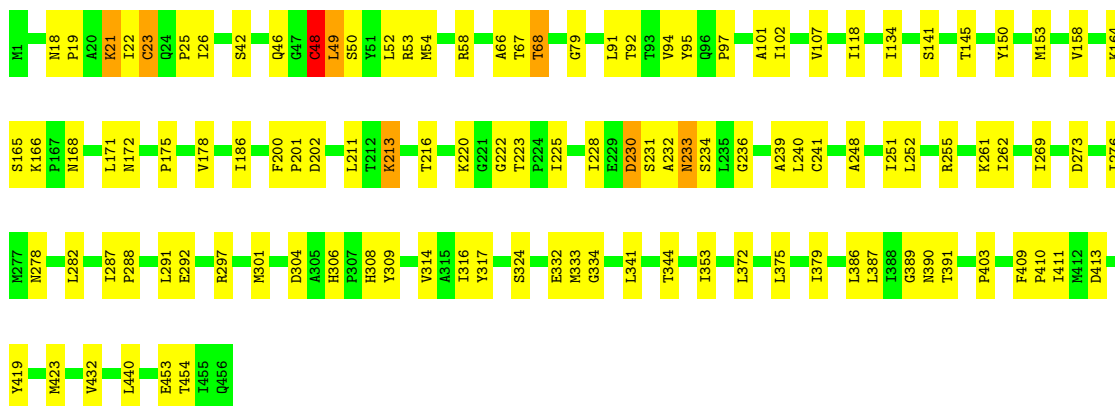 M1 N18 P19 A20 K21 I22 C23 Q24 P25 I26 S42 Q46 G47 C48 L49 S50 Y51 L52 R53 M54 R58 A66 T67 T68 G79 L91 T92 T93 V94 Y95 Q96 P97 A101 I102 V107 I118 I134 S141 T145 Y150 M153 V158 K164
S165 K166 P167 N168 L171 N172 P175 V178 I186 F200 P201 D202 L211 T212 K213 T216 K220 G221 G222 T223 P224 I225 I228 E229 D230 S231 A232 N233 S234 L235 G236 A239 L240 C241 A248 I251 L252 R255 K261 I262 I269 D273 I276
M277 N278 L282 I287 P288 L291 E292 R297 M301 D304 A305 H306 P307 H308 Y309 V314 A315 I316 Y317 S324 E332 M333 G334 L341 T344 I353 L372 L375 I379 L386 L387 I388 G389 N390 T391 P403 F409 P410 I411 M412 D413
Y419 M423 V432 L440 E453 T454 I455 Q456